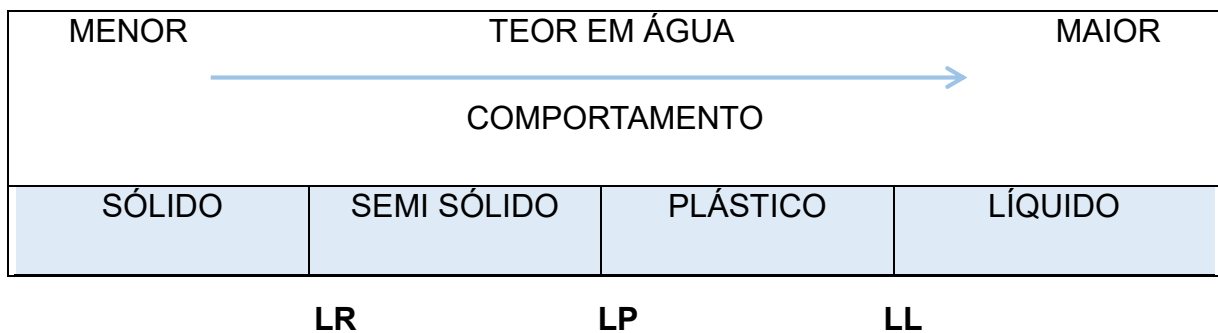 MENOR TEOR EM ÁGUA MAIOR
COMPORTAMENTO
SÓLIDO SEMI SÓLIDO PLÁSTICO LÍQUIDO
LR LP LL